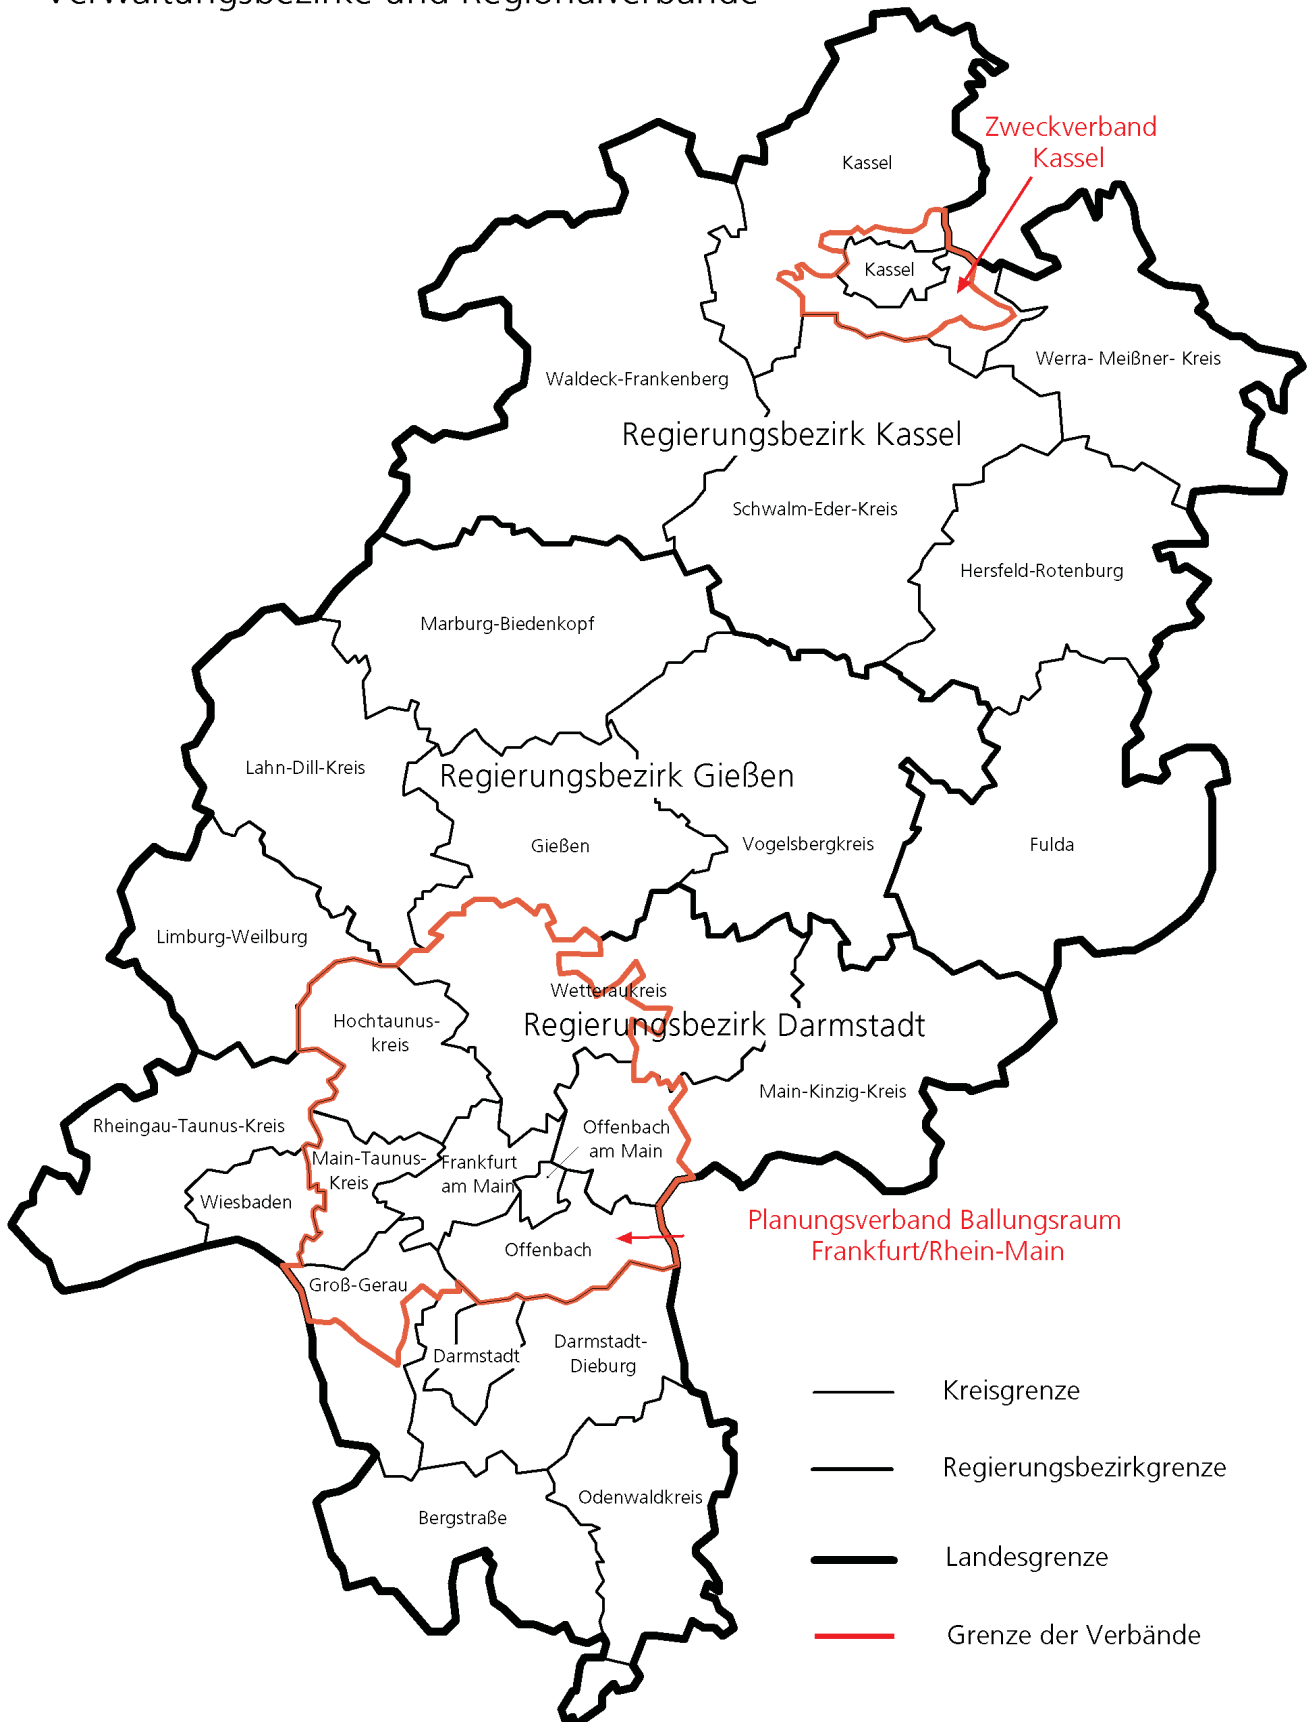 Verwaltungsbezirke und Regionalverbände
Zweckverband
Kassel
Kassel
Kassel
Werra- Meißner- Kreis
Waldeck-Frankenberg
Regierungsbezirk Kassel
Schwalm-Eder-Kreis
Hersfeld-Rotenburg
Marburg-Biedenkopf
Lahn-Dill-Kreis
Regierungsbezirk Gießen
Gießen
Vogelsbergkreis
Fulda
Limburg-Weilburg
Wetteraukreis
Hochtaunus-
kreis
Regierungsbezirk Darmstadt
Main-Kinzig-Kreis
Rheingau-Taunus-Kreis
Offenbach
am Main
Main-Taunus-
Kreis
Frankfurt
am Main
Wiesbaden
Planungsverband Ballungsraum
Frankfurt/Rhein-Main
Offenbach
Groß-Gerau
Darmstadt
Darmstadt-
Dieburg
Kreisgrenze
Regierungsbezirkgrenze
Odenwaldkreis
Bergstraße
Landesgrenze
Grenze der Verbände